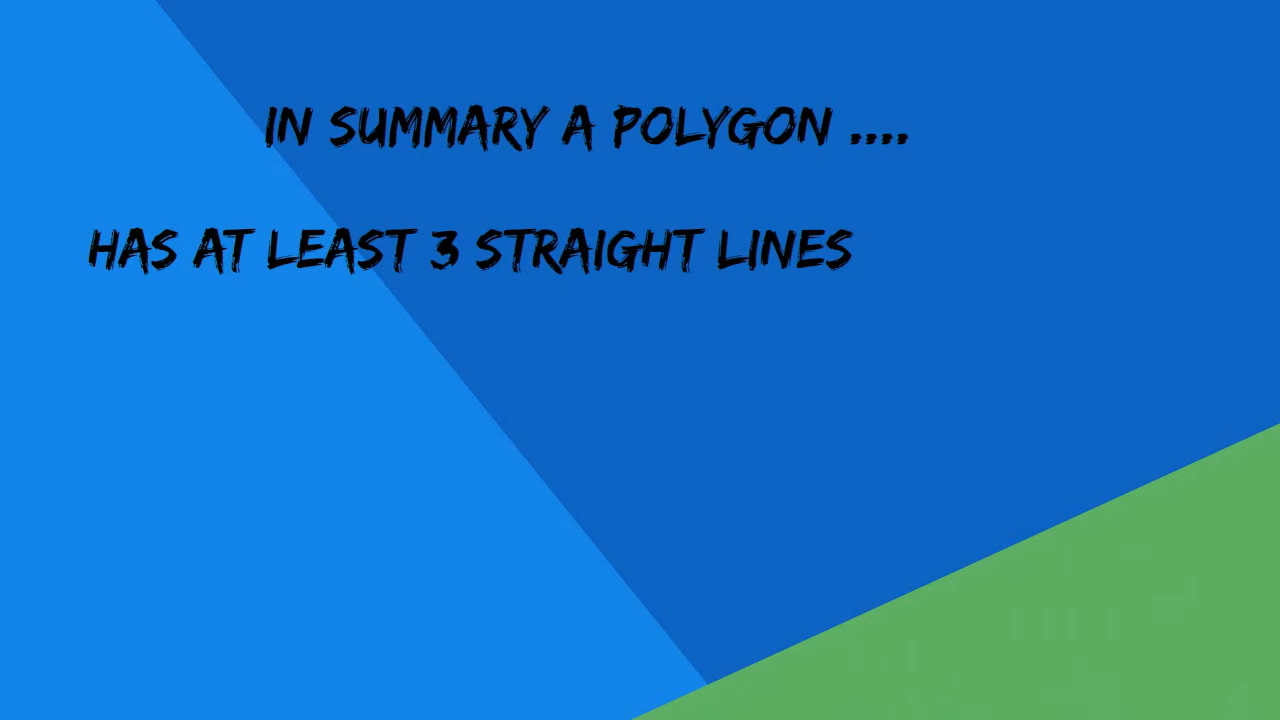 IN SUMMARY A POLYGON ....
HAS AT LEAST 3 STRAIGHT LINES